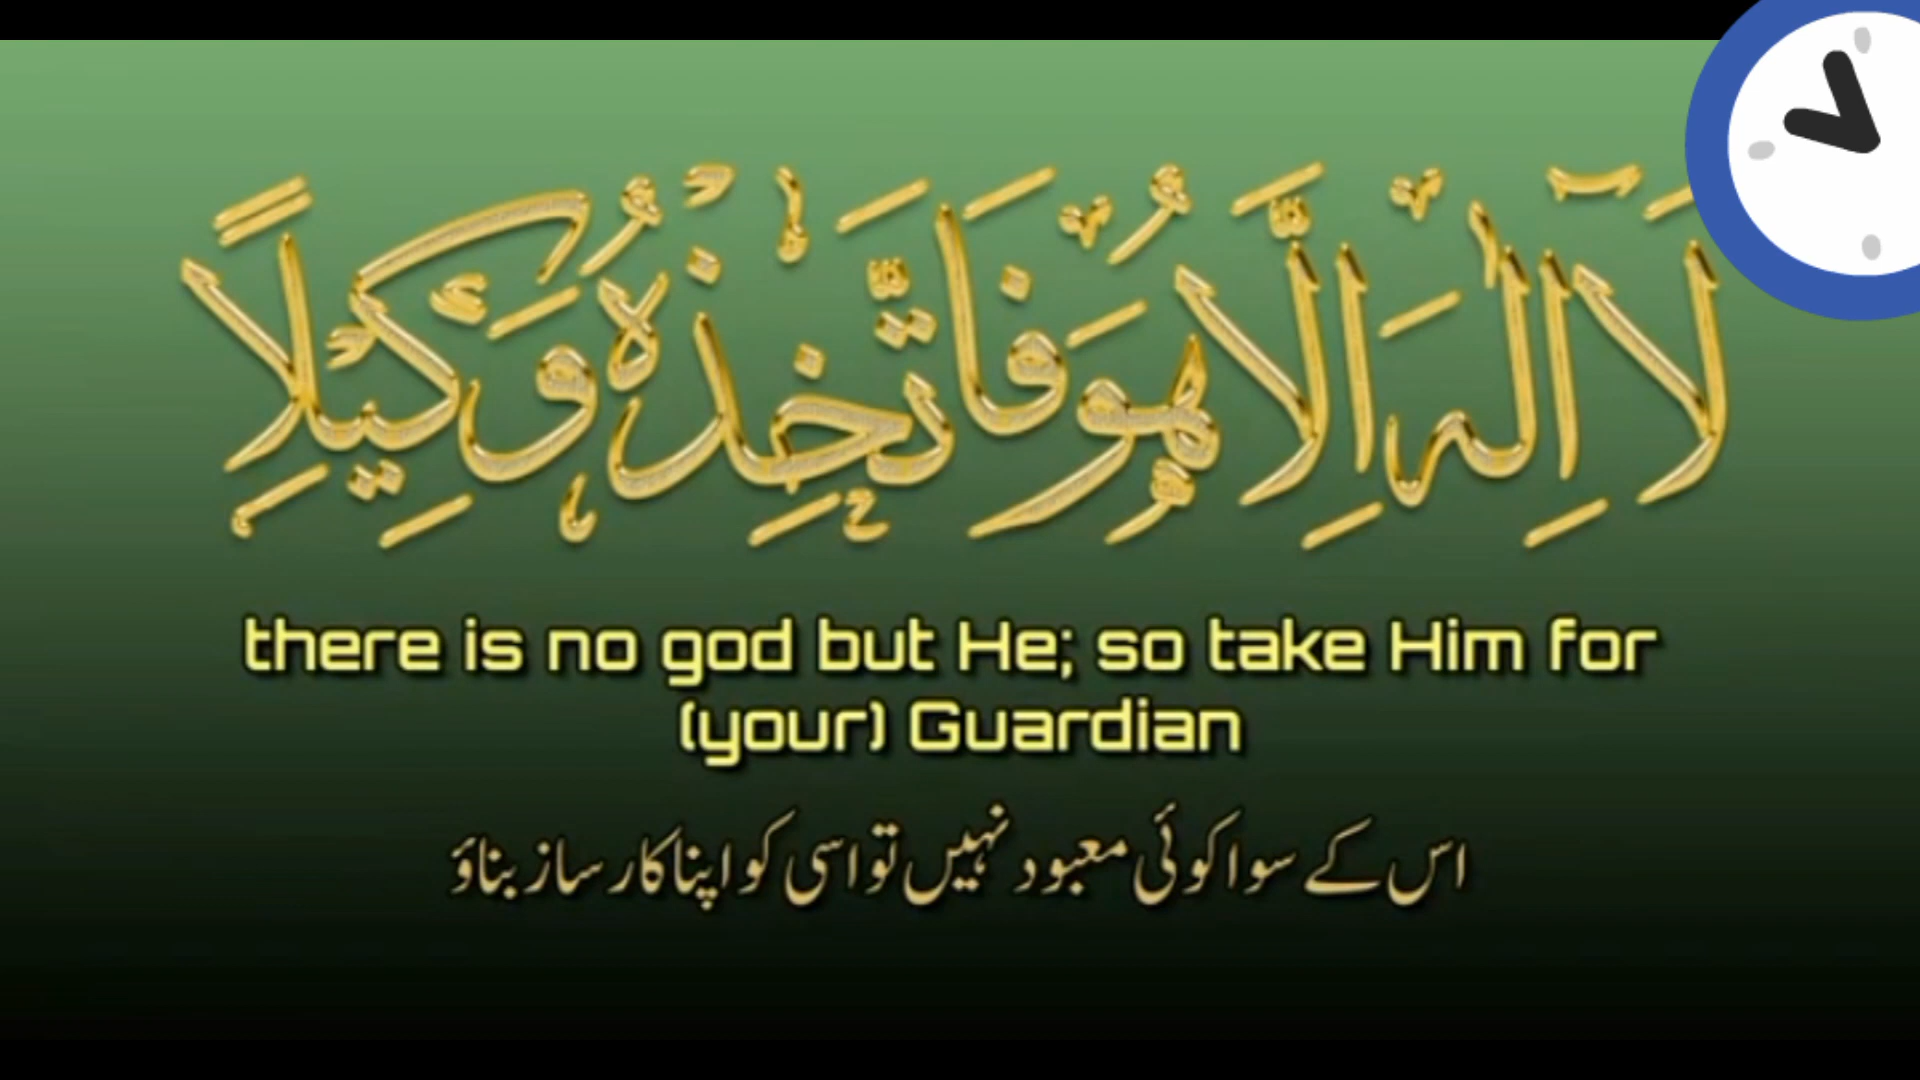 لَآ اِلٰهَ اِلَّا هُوَ فَاتَّخِذْهُ وَكِيْلًا
there is no god but He; so take Him for
(your) Guardian
اس کے سوا کوئی معبود نہیں تو اسی کو اپنا کارساز بناؤ